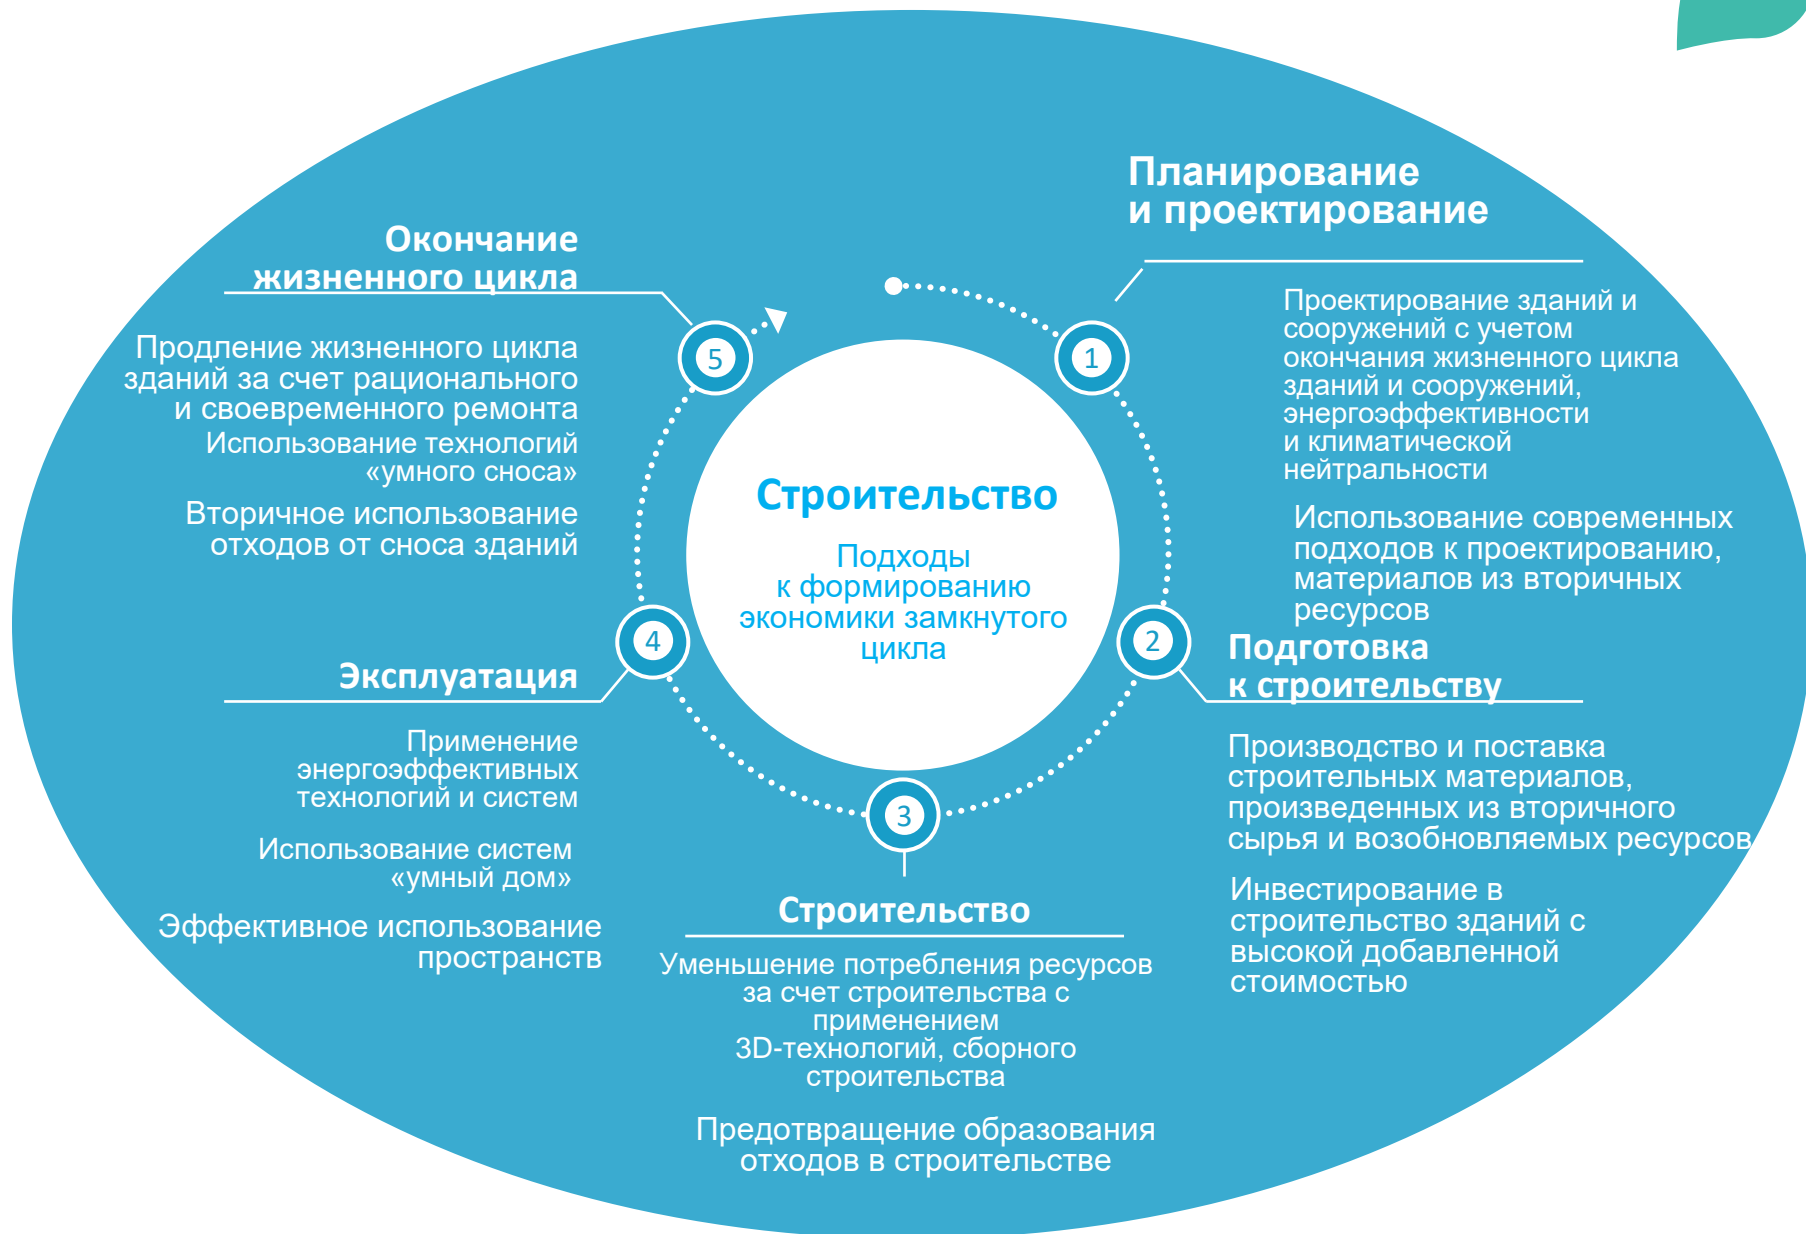 Строительство
Подходы
к формированию
экономики замкнутого
цикла
1
Планирование
и проектирование
Проектирование зданий и
сооружений с учетом
окончания жизненного цикла
зданий и сооружений,
энергоэффективности
и климатической
нейтральности
Использование современных
подходов к проектированию,
материалов из вторичных
ресурсов
2
Подготовка
к строительству
Производство и поставка
строительных материалов,
произведенных из вторичного
сырья и возобновляемых ресурсов
Инвестирование в
строительство зданий с
высокой добавленной
стоимостью
3
Строительство
Уменьшение потребления ресурсов
за счет строительства с
применением
3D-технологий, сборного
строительства
Предотвращение образования
отходов в строительстве
4
Эксплуатация
Применение
энергоэффективных
технологий и систем
Использование систем
«умный дом»
Эффективное использование
пространств
5
Окончание
жизненного цикла
Продление жизненного цикла
зданий за счет рационального
и своевременного ремонта
Использование технологий
«умного сноса»
Вторичное использование
отходов от сноса зданий